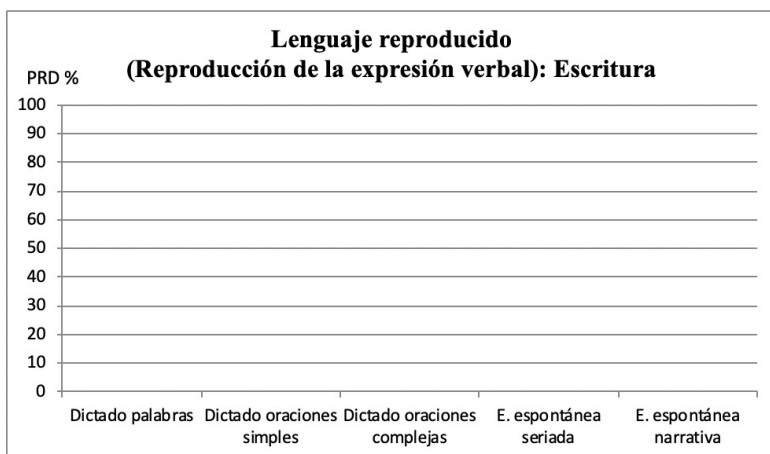 Lenguaje reproducido
(Reproducción de la expresión verbal): Escritura
PRD %
100
90
80
70
60
50
40
30
20
10
0
Dictado palabras
Dictado oraciones simples
Dictado oraciones complejas
E. espontánea seriada
E. espontánea narrativa